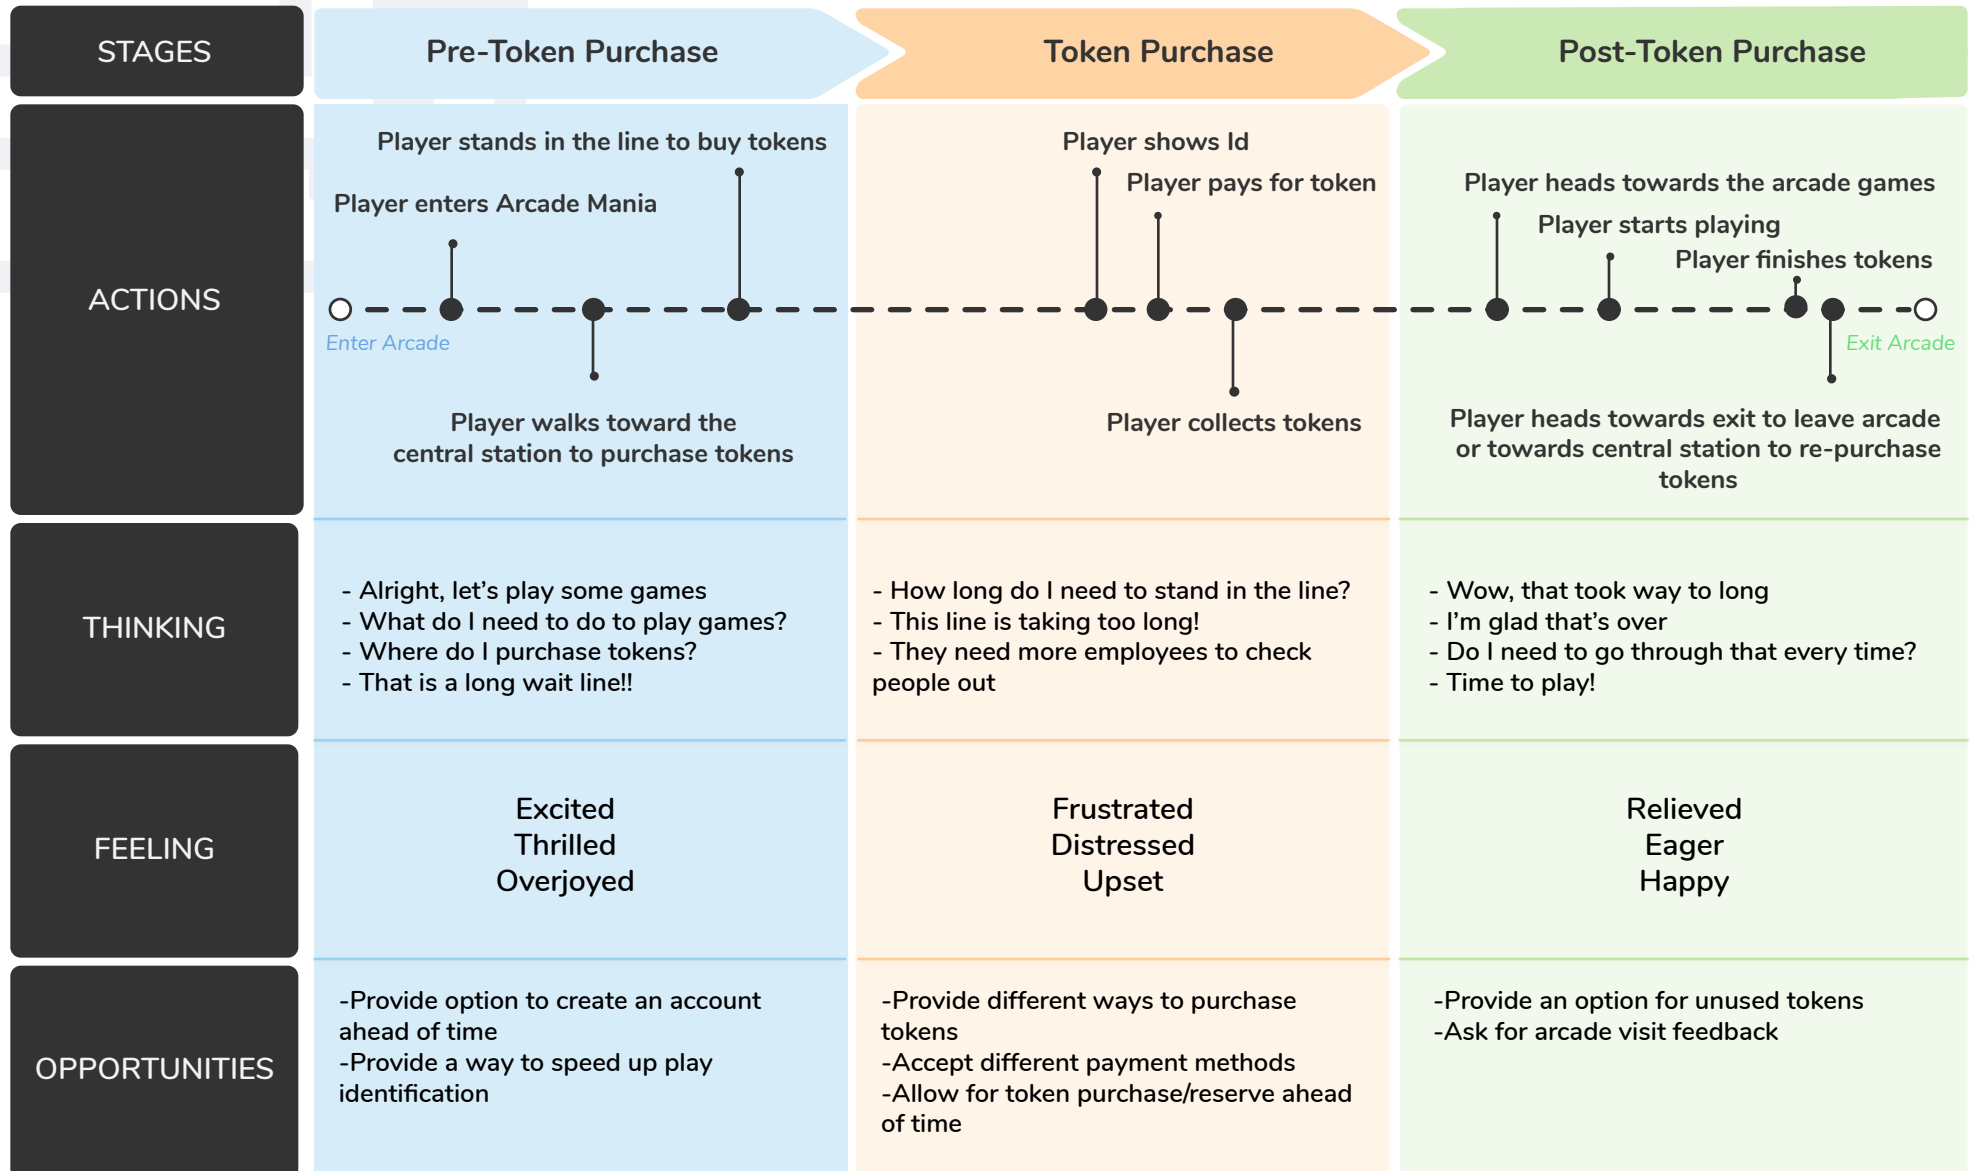 STAGES
Pre-Token Purchase
Token Purchase
Post-Token Purchase
ACTIONS
Player stands in the line to buy tokens
Player enters Arcade Mania
Enter Arcade
Player walks toward the
central station to purchase tokens
Player shows Id
Player pays for token
Player collects tokens
Player heads towards the arcade games
Player starts playing
Player finishes tokens
Exit Arcade
Player heads towards exit to leave arcade
or towards central station to re-purchase
tokens
THINKING
- Alright, let’s play some games
- What do I need to do to play games?
- Where do I purchase tokens?
- That is a long wait line!!
- How long do I need to stand in the line?
- This line is taking too long!
- They need more employees to check
people out
- Wow, that took way to long
- I’m glad that’s over
- Do I need to go through that every time?
- Time to play!
FEELING
Excited
Thrilled
Overjoyed
Frustrated
Distressed
Upset
Relieved
Eager
Happy
OPPORTUNITIES
-Provide option to create an account
ahead of time
-Provide a way to speed up play
identification
-Provide different ways to purchase
tokens
-Accept different payment methods
-Allow for token purchase/reserve ahead
of time
-Provide an option for unused tokens
-Ask for arcade visit feedback